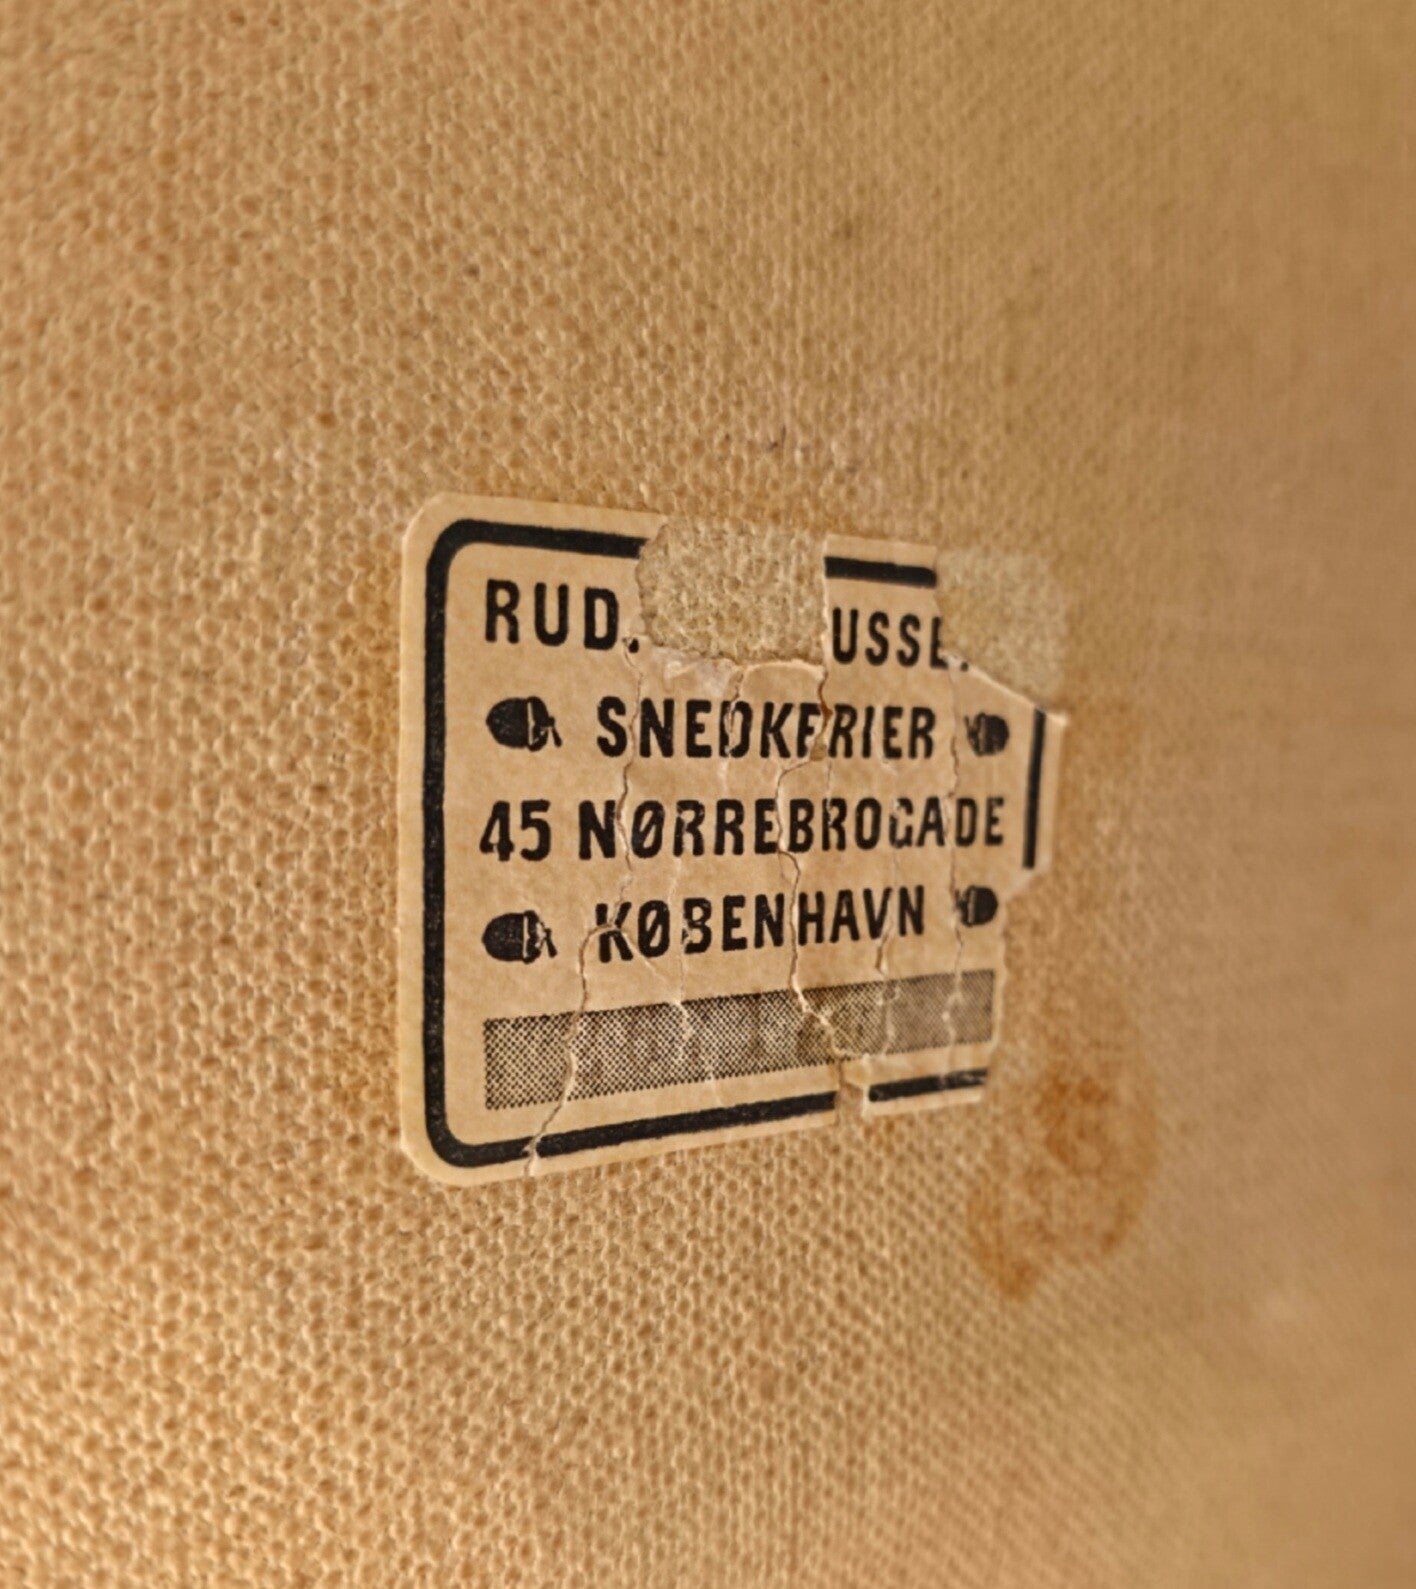 RUD.
SNEDKERIER
45 NØRREBROGADE
KØBENHAVN